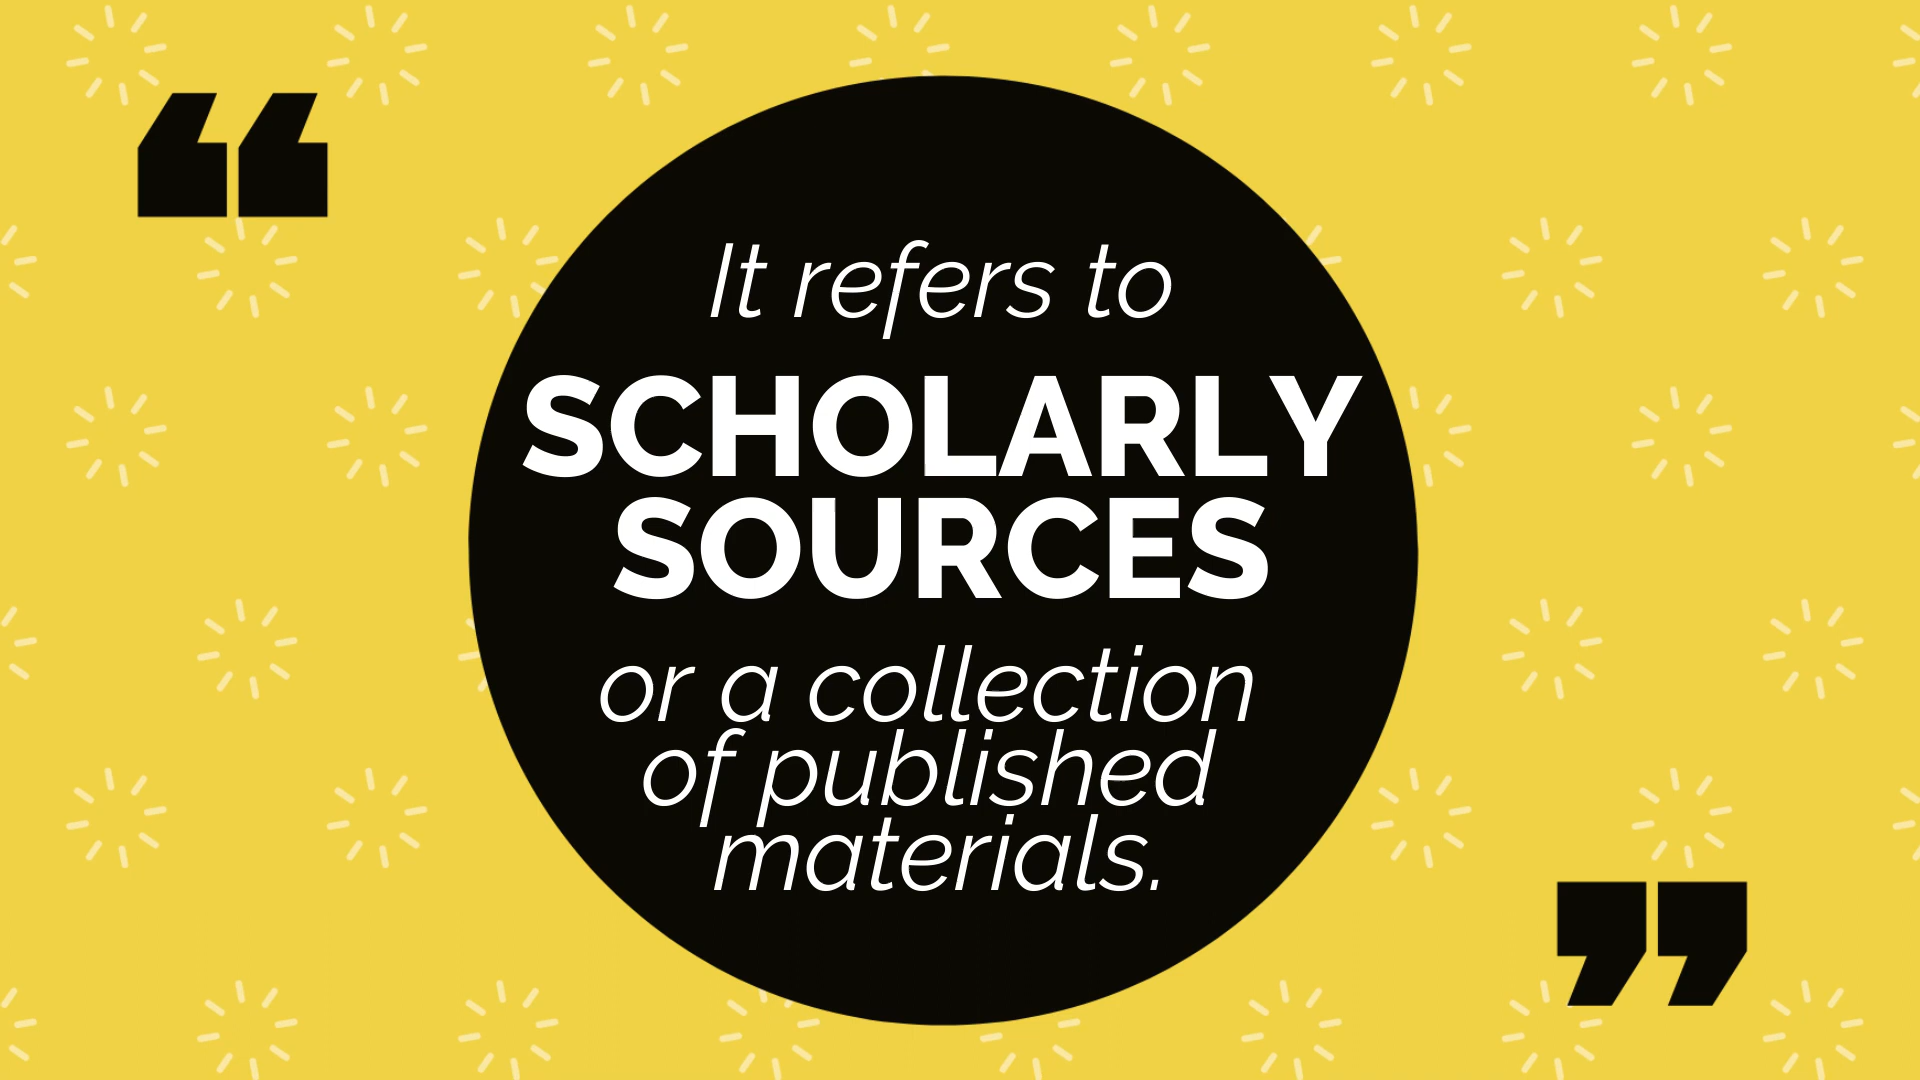 “
It refers to
SCHOLARLY
SOURCES
or a collection
of published
materials.
”